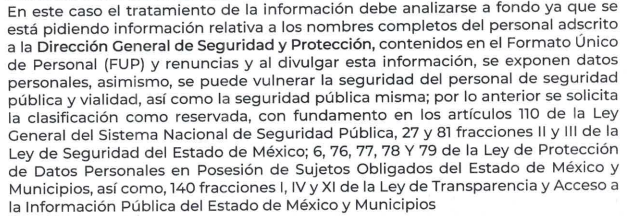 En este caso el tratamiento de la información debe analizarse a fondo ya que se
está pidiendo información relativa a los nombres completos del personal adscrito
a la Dirección General de Seguridad y Protección, contenidos en el Formato Único
de Personal (FUP) y renuncias y al divulgar esta información, se exponen datos
personales, asimismo, se puede vulnerar la seguridad del personal de seguridad
pública y vialidad, así como la seguridad pública misma; por lo anterior se solicita
la clasificación como reservada, con fundamento en los artículos 110 de la Ley
General del Sistema Nacional de Seguridad Pública, 27 y 81 fracciones II y III de la
Ley de Seguridad del Estado de México; 6, 76, 77, 78 Y 79 de la Ley de Protección
de Datos Personales en Posesión de Sujetos Obligados del Estado de México y
Municipios, así como, 140 fracciones I, IV y XI de la Ley de Transparencia y Acceso a
la Información Pública del Estado de México y Municipios